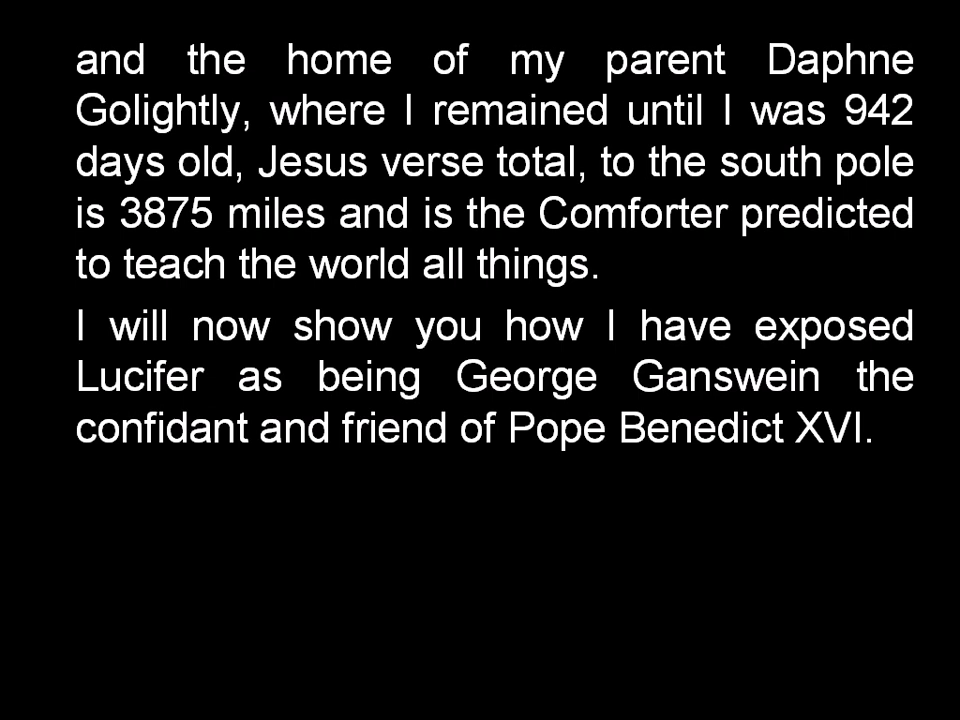 and the home of my parent Daphne
Golightly, where I remained until I was 942
days old, Jesus verse total, to the south pole
is 3875 miles and is the Comforter predicted
to teach the world all things.
I will now show you how I have exposed
Lucifer as being George Ganswein the
confidant and friend of Pope Benedict XVI.